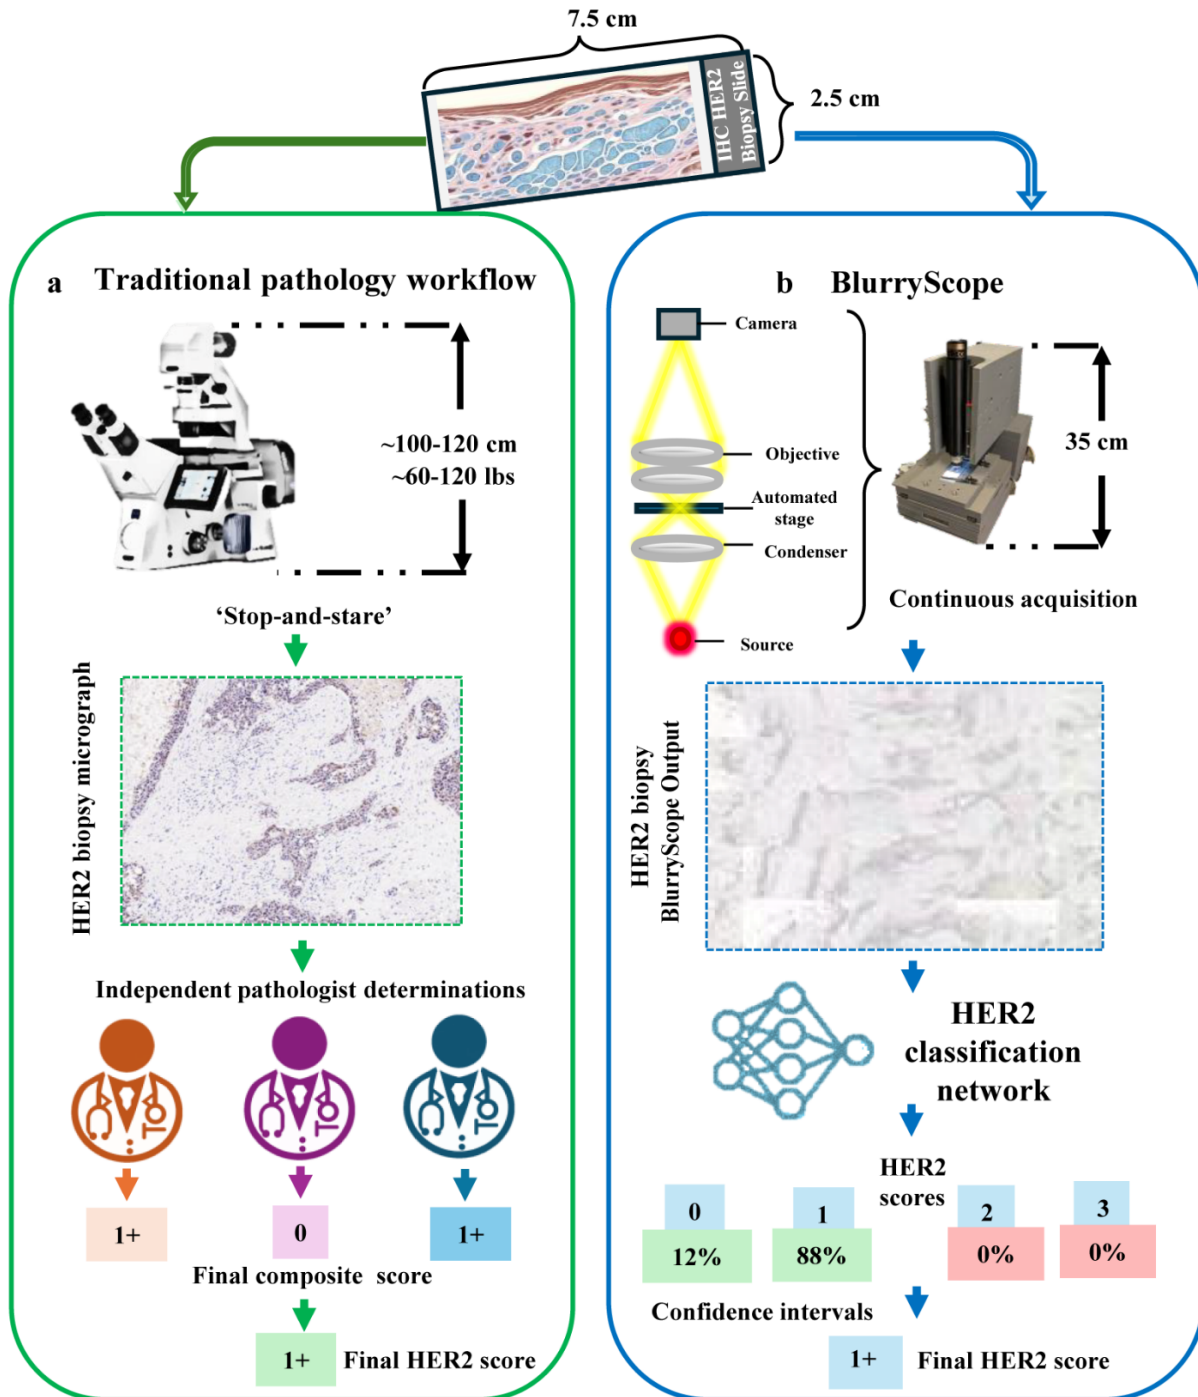 7.5 cm
2.5 cm
IHC HER2
Biopsy Slide
a Traditional pathology workflow
~100-120 cm
~60-120 lbs
‘Stop-and-stare’
HER2 biopsy micrograph
Independent pathologist determinations
1+
0
1+
Final composite score
1+
Final HER2 score
b BlurryScope
Camera
Objective
Automated
stage
Condenser
Source
35 cm
Continuous acquisition
HER2 biopsy
BlurryScope Output
HER2
classification
network
HER2
scores
0
1
2
3
12%
88%
0%
0%
Confidence intervals
1+
Final HER2 score